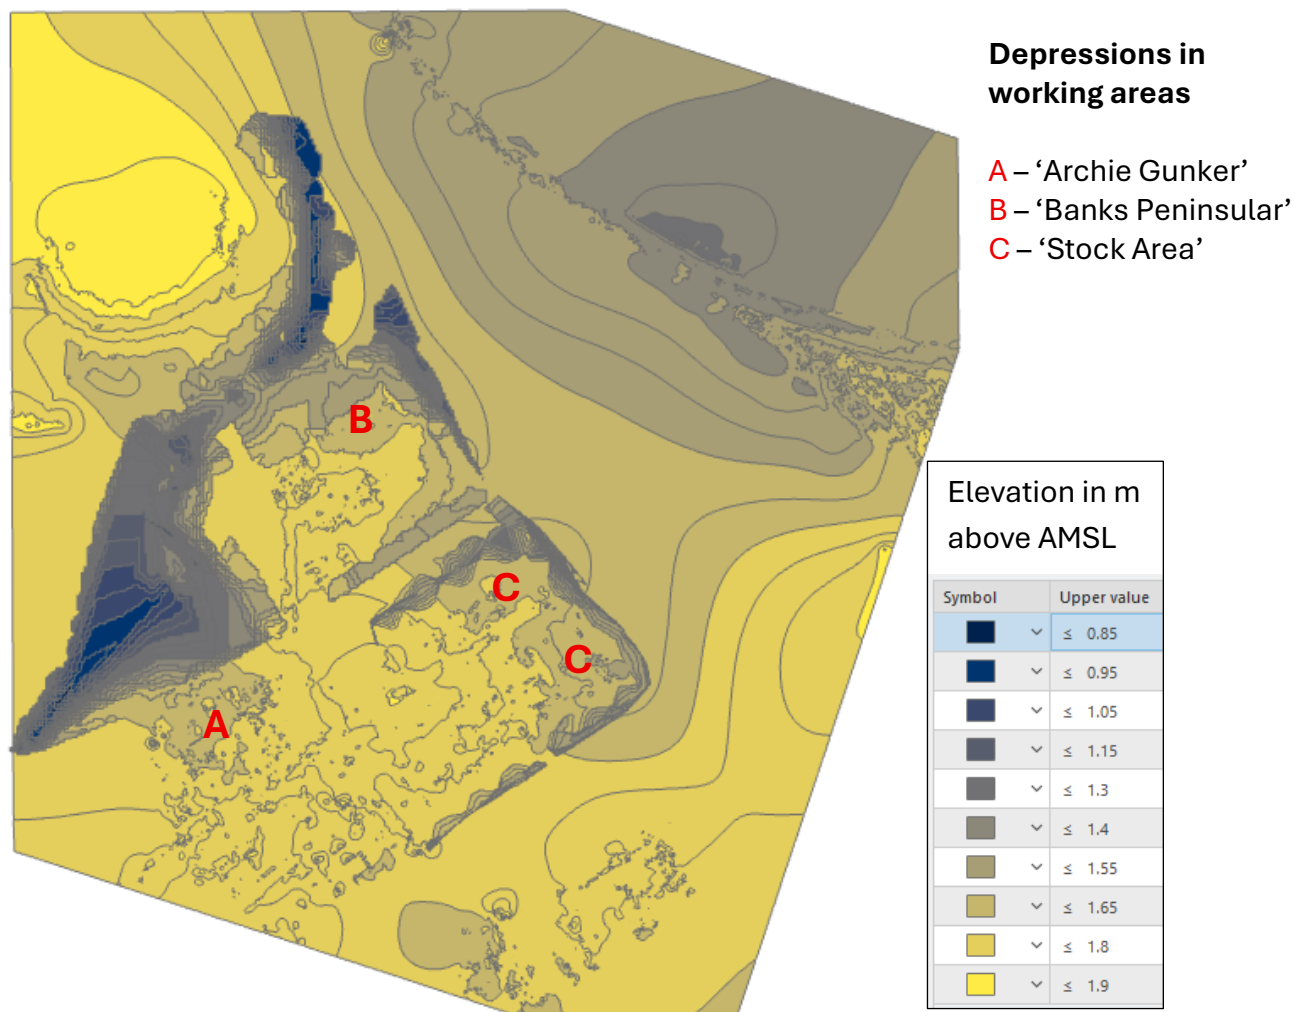 Depressions in
working areas
A – ‘Archie Gunker’
B – ‘Banks Peninsular’
C – ‘Stock Area’
B
C
C
A
Elevation in m
above AMSL
Symbol Upper value
≤ 0.85
≤ 0.95
≤ 1.05
≤ 1.15
≤ 1.3
≤ 1.4
≤ 1.55
≤ 1.65
≤ 1.8
≤ 1.9